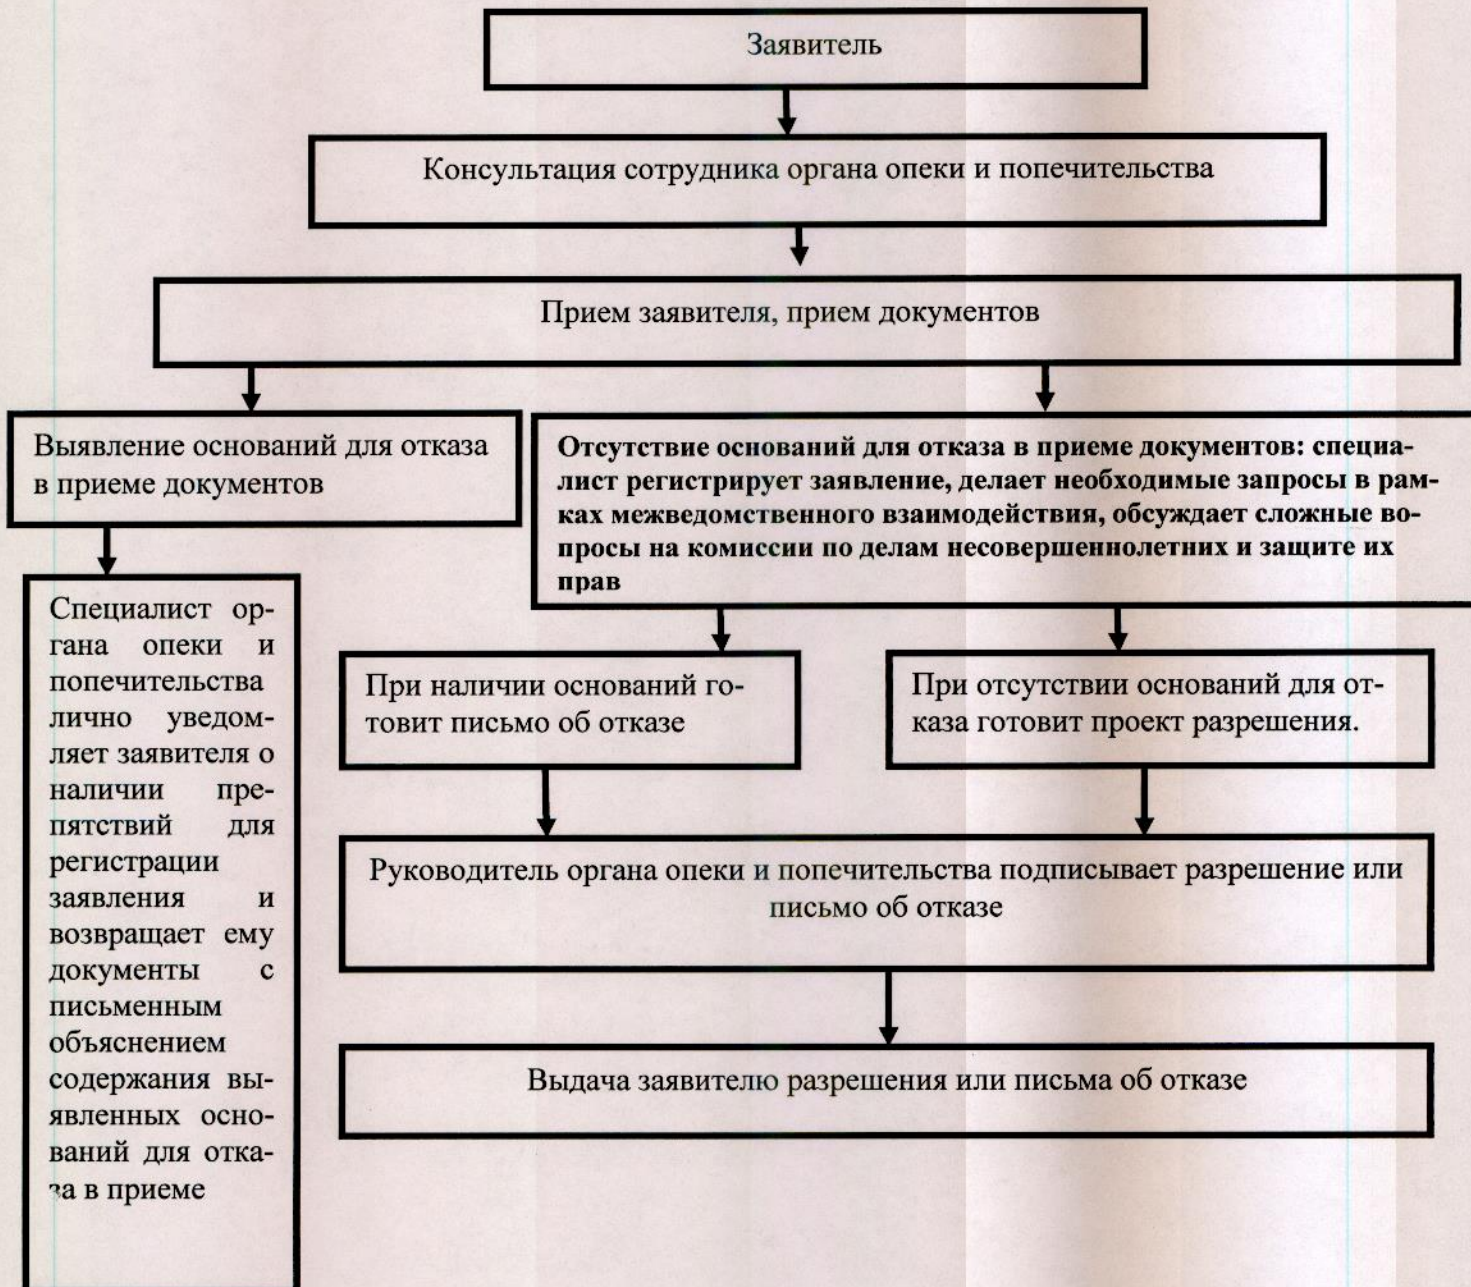 Заявитель
Консультация сотрудника органа опеки и попечительства
Прием заявителя, прием документов
Выявление оснований для отказа
в приеме документов
Отсутствие оснований для отказа в приеме документов: специа-
лист регистрирует заявление, делает необходимые запросы в рам-
ках межведомственного взаимодействия, обсуждает сложные во-
просы на комиссии по делам несовершеннолетних и защите их
прав
Специалист ор-
гана опеки и
попечительства
лично уведом-
ляет заявителя о
наличии пре-
пятствий для
регистрации
заявления и
возвращает ему
документы с
письменным
объяснением
содержания вы-
явленных осно-
ваний для отка-
за в приеме
При наличии оснований го-
товит письмо об отказе
При отсутствии оснований для от-
каза готовит проект разрешения.
Руководитель органа опеки и попечительства подписывает разрешение или
письмо об отказе
Выдача заявителю разрешения или письма об отказе